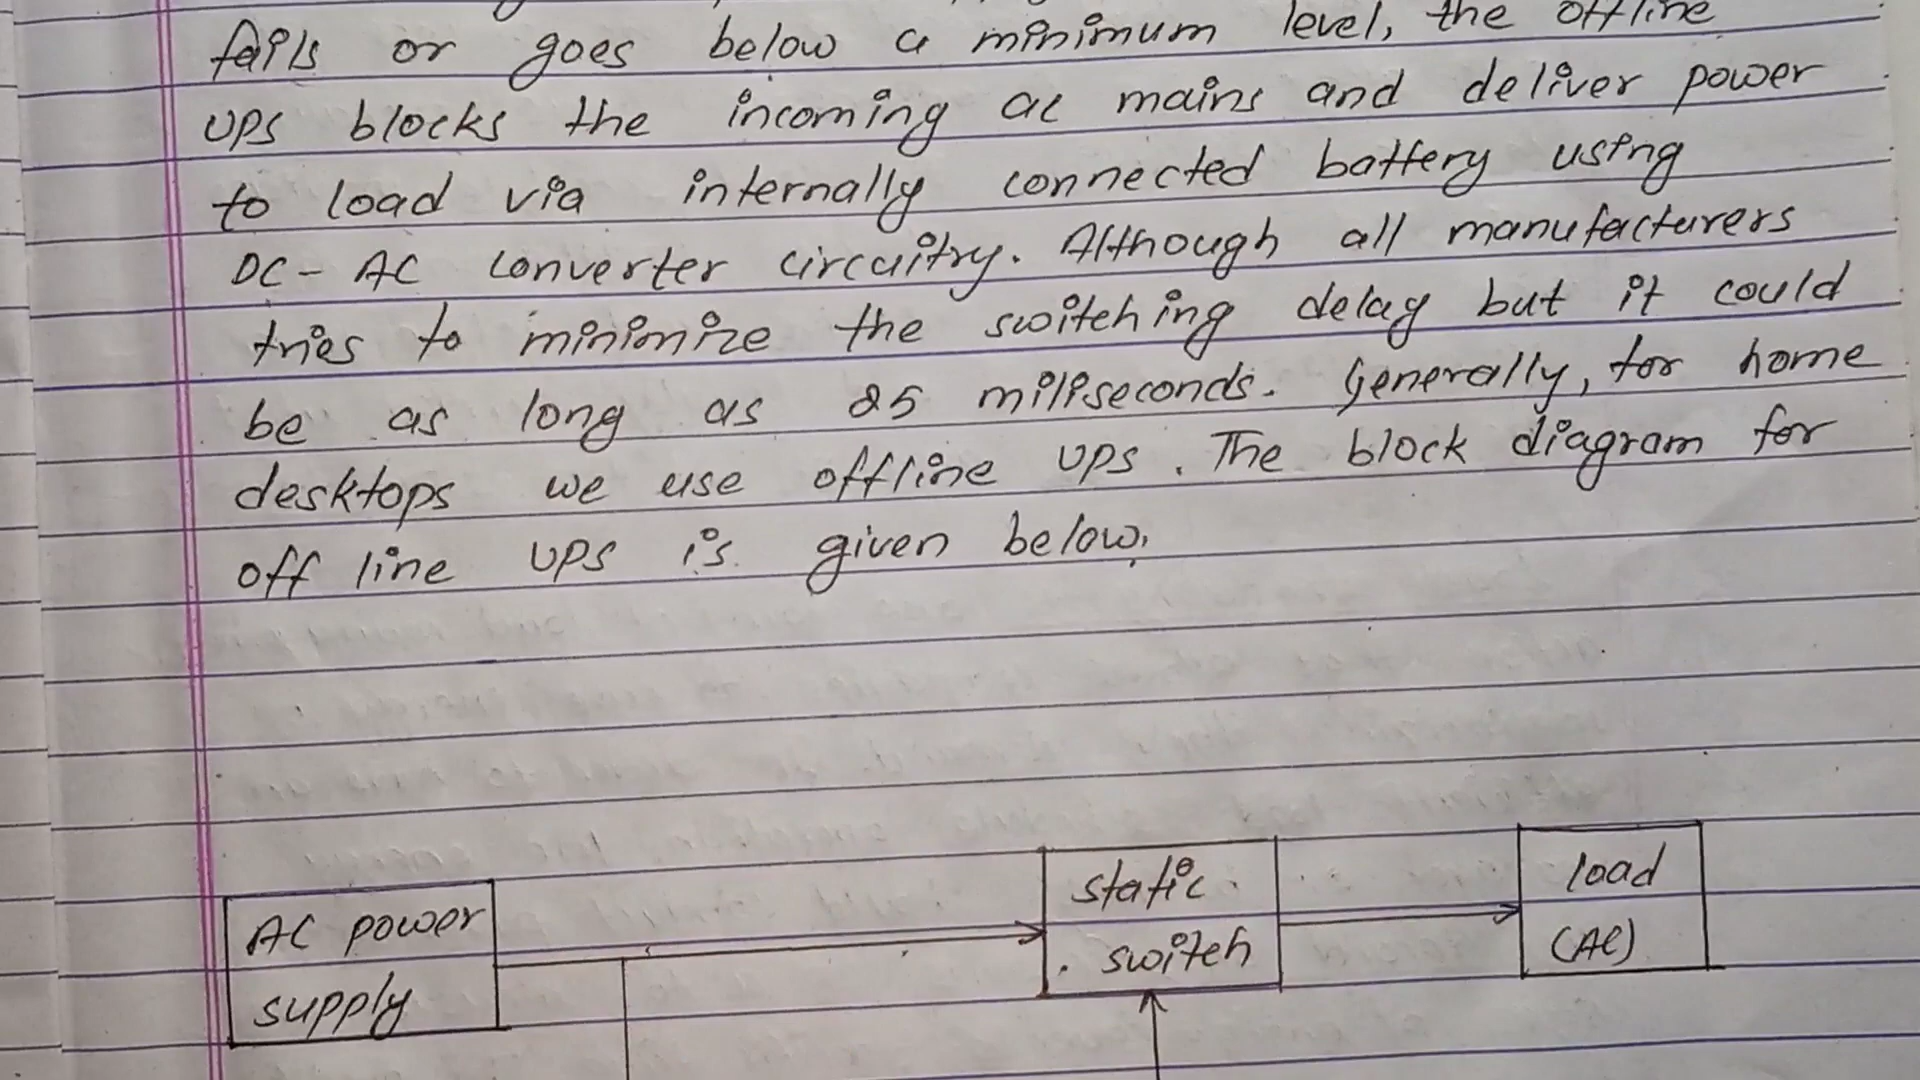 fails or goes below a minimum level, the offline
UPS blocks the incoming ac mains and deliver power
to load via internally connected battery using
DC-AC converter circuitry. Although all manufacturers
tries to minimize the switching delay but it could
be as long as 25 miliseconds. Generally, for home
desktops we use offline UPS. The block diagram for
off line UPS is given below.
AC power
supply
static
switch
load
(AC)